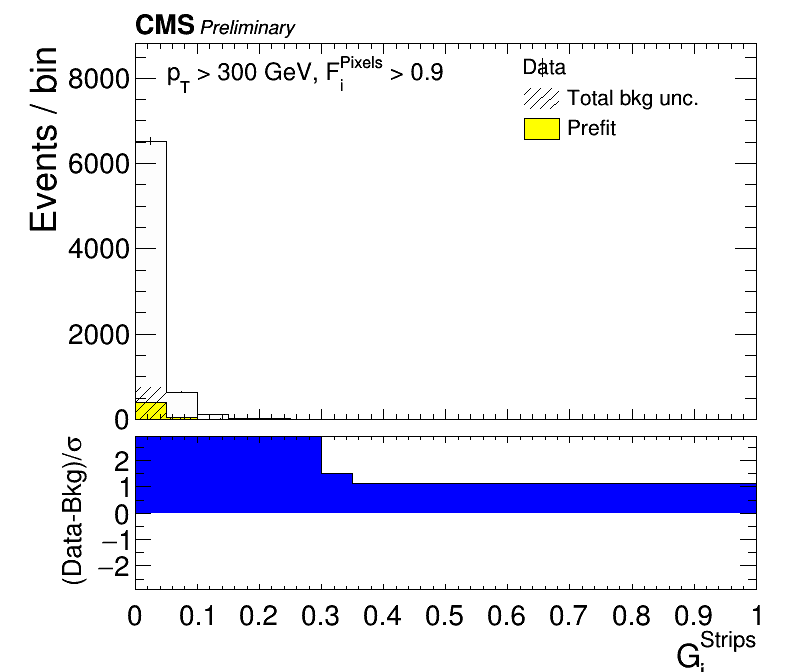 CMS Preliminary
Events / bin
8000
6000
4000
2000
0
p_T > 300 GeV, F_i^Pixels > 0.9
Data
Total bkg unc.
Prefit
(Data-Bkg)/σ
2
1
0
−1
−2
0 0.1 0.2 0.3 0.4 0.5 0.6 0.7 0.8 0.9 1
G_i^Strips